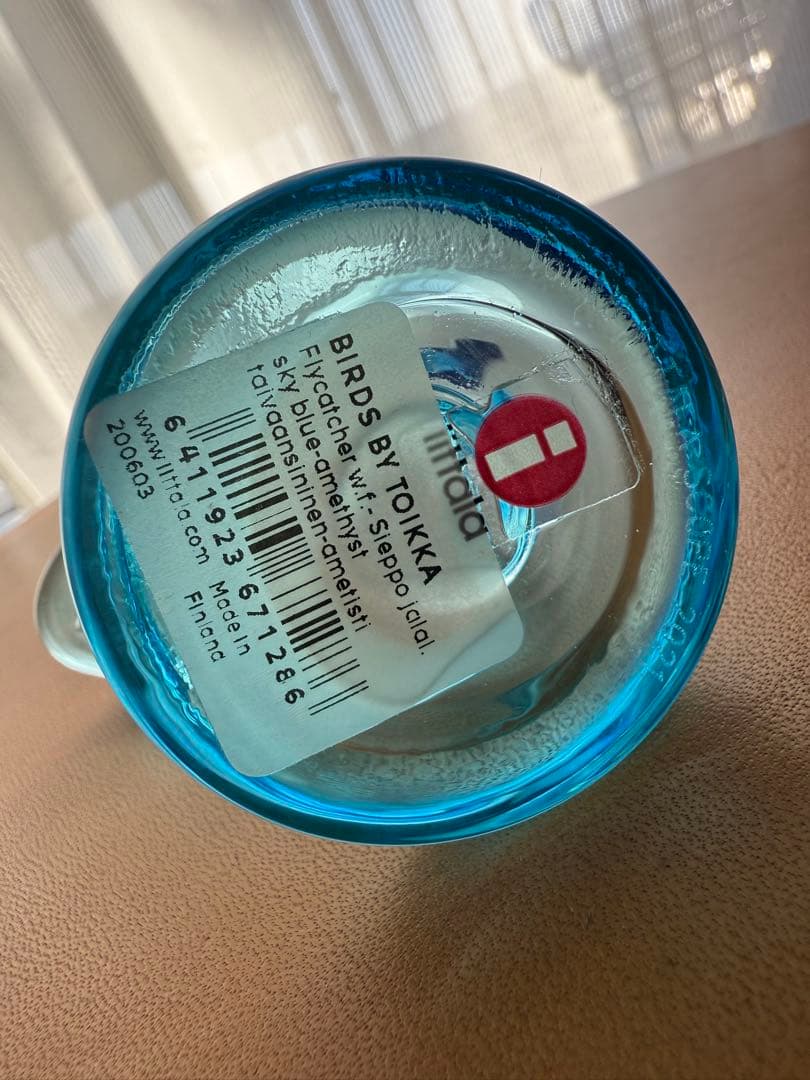 BIRDS BY TOIKKA
Flycatcher w.f.- Sieppo jalal.
sky blue-amethyst
taivaansininen-ametisti
6 411923 671286
www.iittala.com Made in
200603 Finland
iittala
i
2021